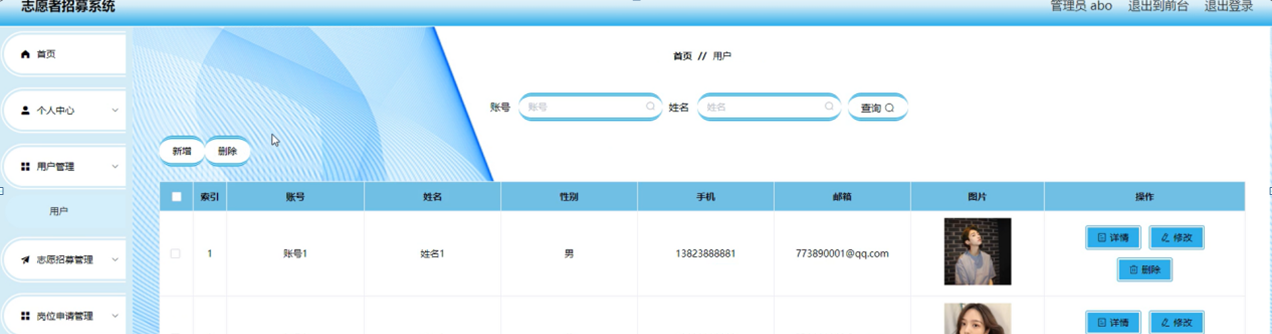 志愿者招募系统
管理员 abo 退出到前台 退出登录
首页
个人中心
用户管理
用户
志愿招募管理
岗位申请管理
首页 // 用户
账号 账号 姓名 姓名 查询
新增 删除
索引 账号 姓名 性别 手机 邮箱 图片 操作
1 账号1 姓名1 男 13823888881 773890001@qq.com 详情 修改
删除
详情 修改